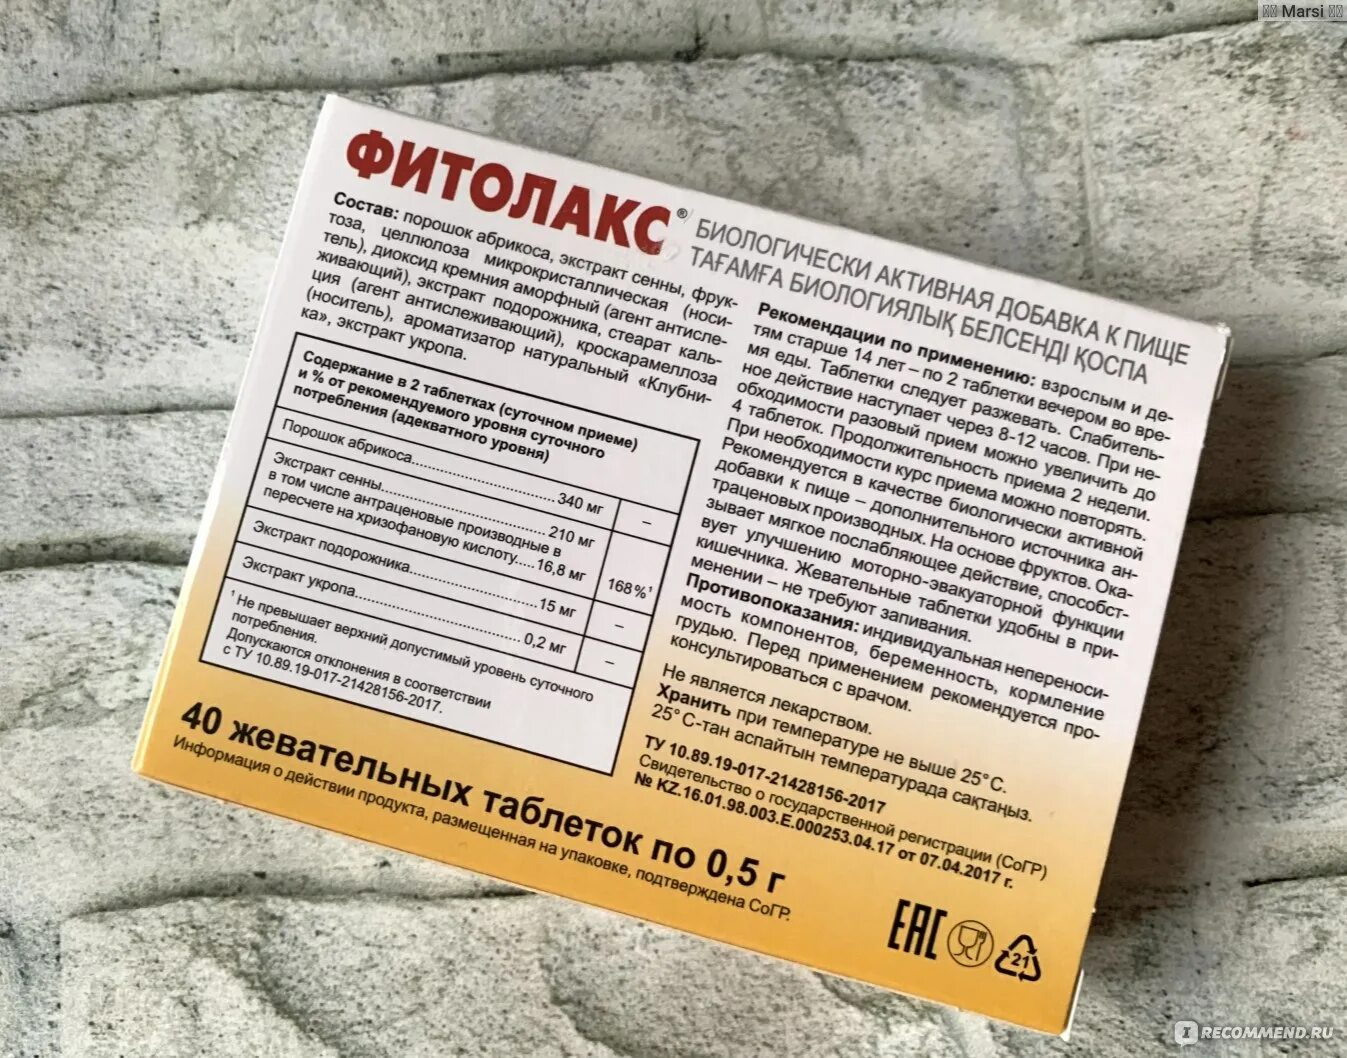 Marsi
ФИТОЛАКС®
БИОЛОГИЧЕСКИ АКТИВНАЯ ДОБАВКА К ПИЩЕ
ТАҒАМҒА БИОЛОГИЯЛЫҚ БЕЛСЕНДІ ҚОСПА
Состав: порошок абрикоса, экстракт сенны, фрук-
тоза, целлюлоза микрокристаллическая (носи-
тель), диоксид кремния аморфный (агент антисле-
живающий), экстракт подорожника, стеарат каль-
ция (агент антислеживающий), кроскарамеллоза
(носитель), ароматизатор натуральный «Клубни-
ка», экстракт укропа.
Содержание в 2 таблетках (суточном приеме)
и % от рекомендуемого уровня суточного
потребления (адекватного уровня)
Порошок абрикоса.................... 340 мг –
Экстракт сенны....................... 210 мг
в том числе антраценовые производные в
пересчете на хризофановую кислоту..... 16,8 мг 168%¹
Экстракт подорожника.................... 15 мг –
Экстракт укропа....................... 0,2 мг –
¹ Не превышает верхний допустимый уровень суточного
потребления.
Допускаются отклонения в соответствии
с ТУ 10.89.19-017-21428156-2017.
Рекомендации по применению: взрослым и де-
тям старше 14 лет – по 2 таблетки вечером во вре-
мя еды. Таблетки следует разжевать. Слабитель-
ное действие наступает через 8-12 часов. При не-
обходимости разовый прием можно увеличить до
4 таблеток. Продолжительность приема 2 недели.
При необходимости курс приема можно повторять.
Рекомендуется в качестве биологически активной
добавки к пище – дополнительного источника ан-
траценовых производных. На основе фруктов. Ока-
зывает мягкое послабляющее действие, способст-
вует улучшению моторно-эвакуаторной функции
кишечника. Жевательные таблетки удобны в при-
менении – не требуют запивания.
Противопоказания: индивидуальная непереноси-
мость компонентов, беременность, кормление
грудью. Перед применением рекомендуется про-
консультироваться с врачом.
Не является лекарством.
Хранить при температуре не выше 25° С.
25° С-тан аспайтын температурада сақтаңыз.
ТУ 10.89.19-017-21428156-2017
Свидетельство о государственной регистрации (СоГР)
№ KZ.16.01.98.003.E.000253.04.17 от 07.04.2017 г.
40 жевательных таблеток по 0,5 г
Информация о действии продукта, размещенная на упаковке, подтверждена СоГР.
EAC
21
IRECOMMEND.RU